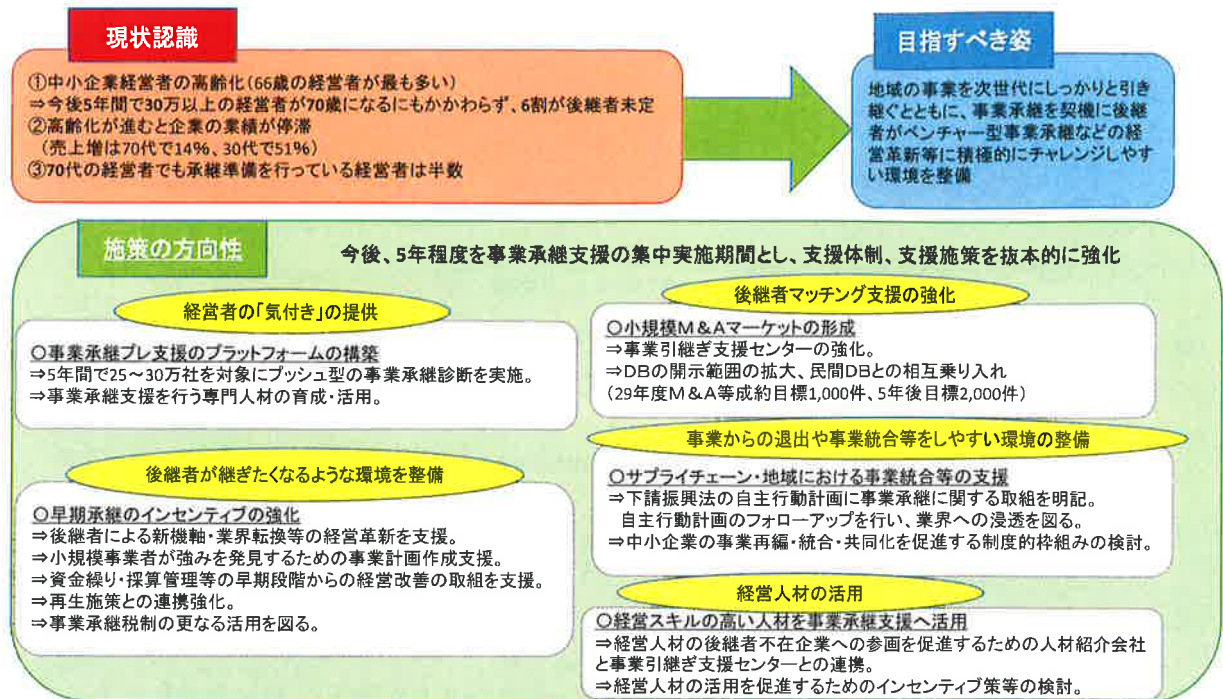 現状認識
①中小企業経営者の高齢化(66歳の経営者が最も多い)
⇒今後5年間で30万以上の経営者が70歳になるにもかかわらず、6割が後継者未定
②高齢化が進むと企業の業績が停滞
(売上増は70代で14%、30代で51%)
③70代の経営者でも承継準備を行っている経営者は半数
目指すべき姿
地域の事業を次世代にしっかりと引き
継ぐとともに、事業承継を契機に後継
者がベンチャー型事業承継などの経
営革新等に積極的にチャレンジしやす
い環境を整備
施策の方向性
今後、5年程度を事業承継支援の集中実施期間とし、支援体制、支援施策を抜本的に強化
経営者の「気付き」の提供
○事業承継プレ支援のプラットフォームの構築
⇒5年間で25~30万社を対象にプッシュ型の事業承継診断を実施。
⇒事業承継支援を行う専門人材の育成・活用。
後継者が継ぎたくなるような環境を整備
○早期承継のインセンティブの強化
⇒後継者による新機軸・業界転換等の経営革新を支援。
⇒小規模事業者が強みを発見するための事業計画作成支援。
⇒資金繰り・採算管理等の早期段階からの経営改善の取組を支援。
⇒再生施策との連携強化。
⇒事業承継税制の更なる活用を図る。
後継者マッチング支援の強化
○小規模M&Aマーケットの形成
⇒事業引継ぎ支援センターの強化。
⇒DBの開示範囲の拡大、民間DBとの相互乗り入れ
(29年度M&A等成約目標1,000件、5年後目標2,000件)
事業からの退出や事業統合等をしやすい環境の整備
○サプライチェーン・地域における事業統合等の支援
⇒下請振興法の自主行動計画に事業承継に関する取組を明記。
自主行動計画のフォローアップを行い、業界への浸透を図る。
⇒中小企業の事業再編・統合・共同化を促進する制度的枠組みの検討。
経営人材の活用
○経営スキルの高い人材を事業承継支援へ活用
⇒経営人材の後継者不在企業への参画を促進するための人材紹介会社
と事業引継ぎ支援センターとの連携。
⇒経営人材の活用を促進するためのインセンティブ策等の検討。